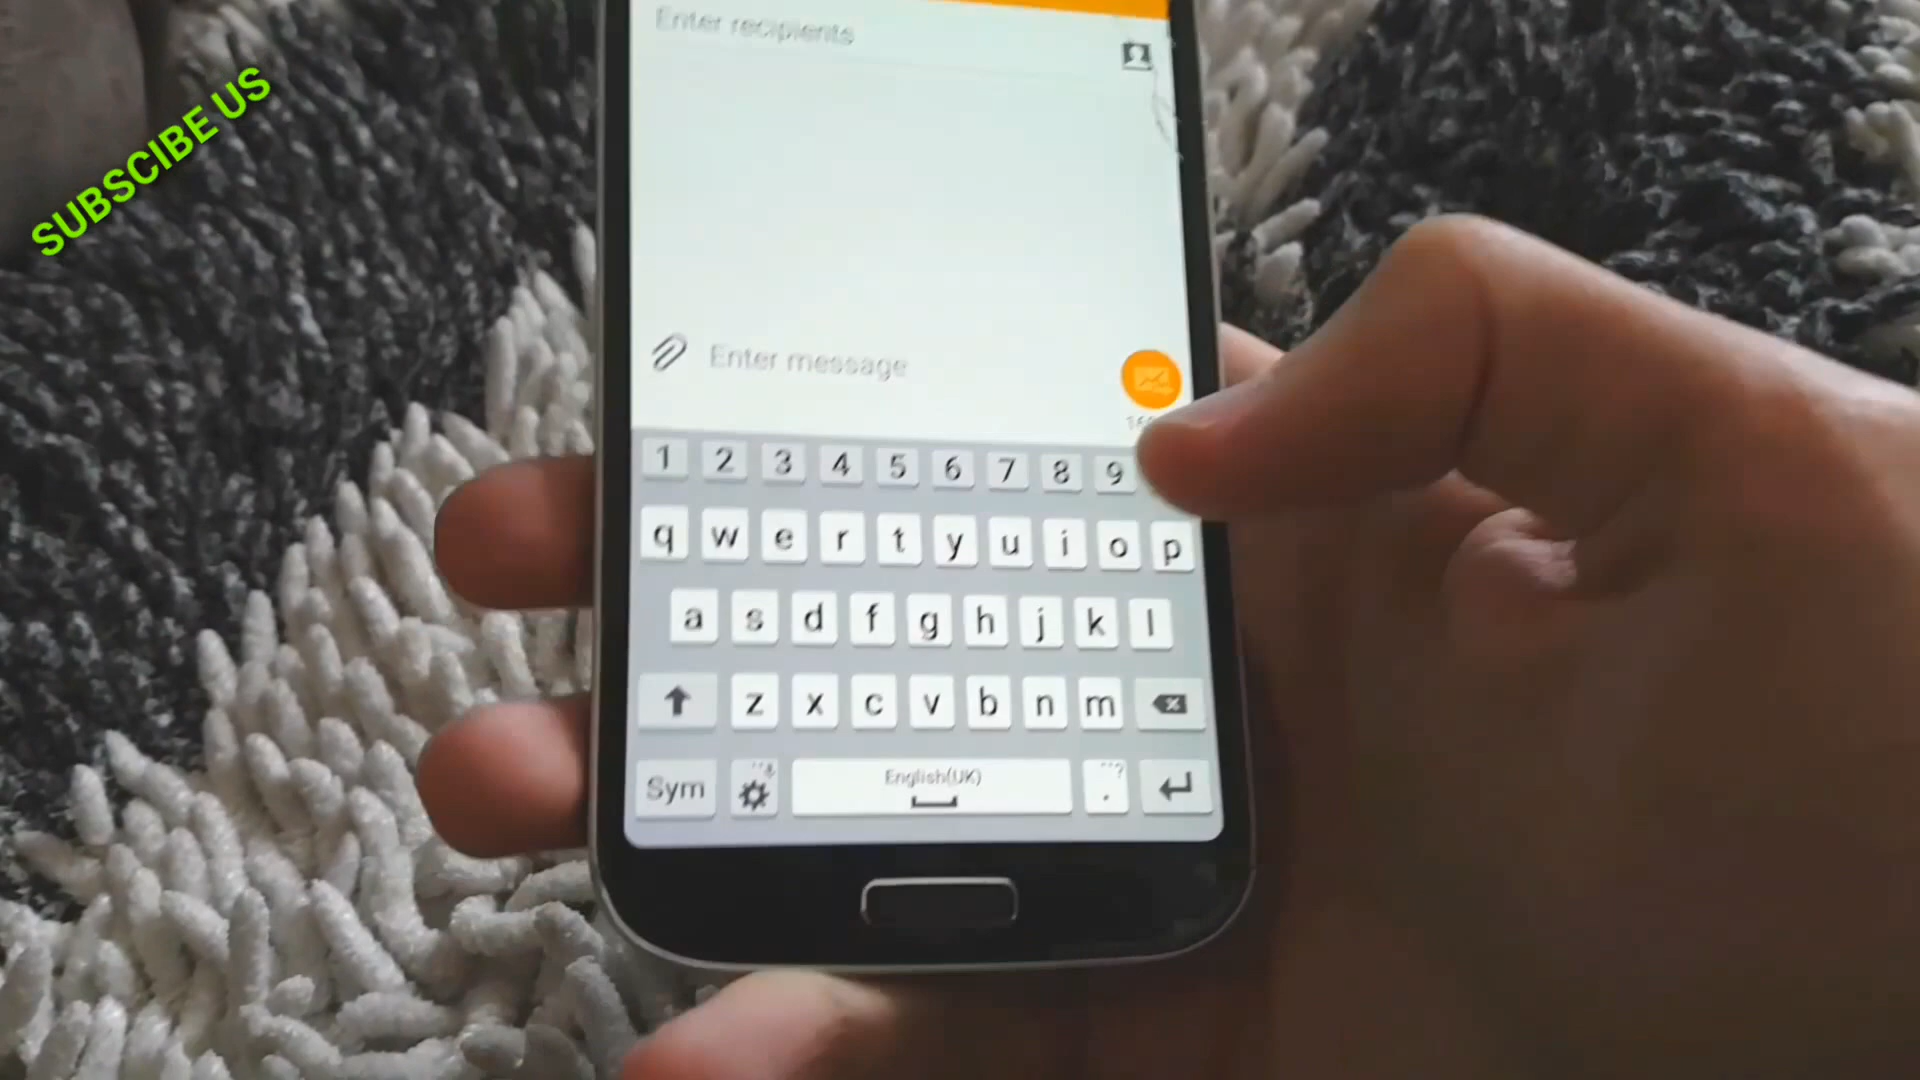 SUBSCIBE US
Enter recipients
Enter message
1 2 3 4 5 6 7 8 9
q w e r t y u i o p
a s d f g h j k l
z x c v b n m
Sym English(UK) . ?